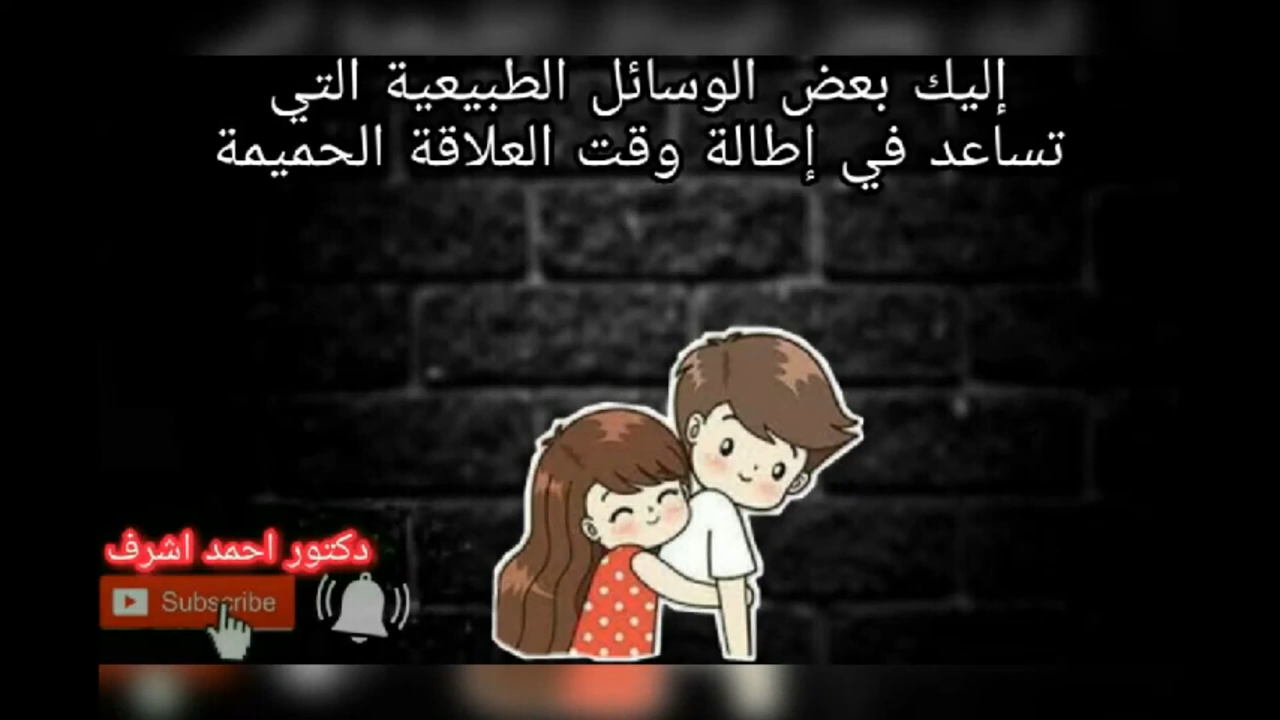 إليك بعض الوسائل الطبيعية التي
تساعد في إطالة وقت العلاقة الحميمة
دكتور احمد اشرف
Subscribe